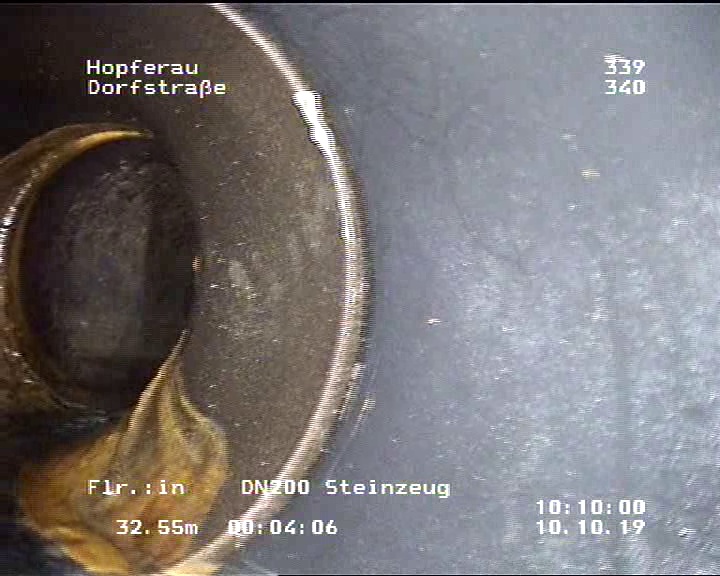 Hopferau 339
Dorfstraße 340
Flr.:in DN200 Steinzeug
10:10:00
32.55m 00:04:06 10.10.19